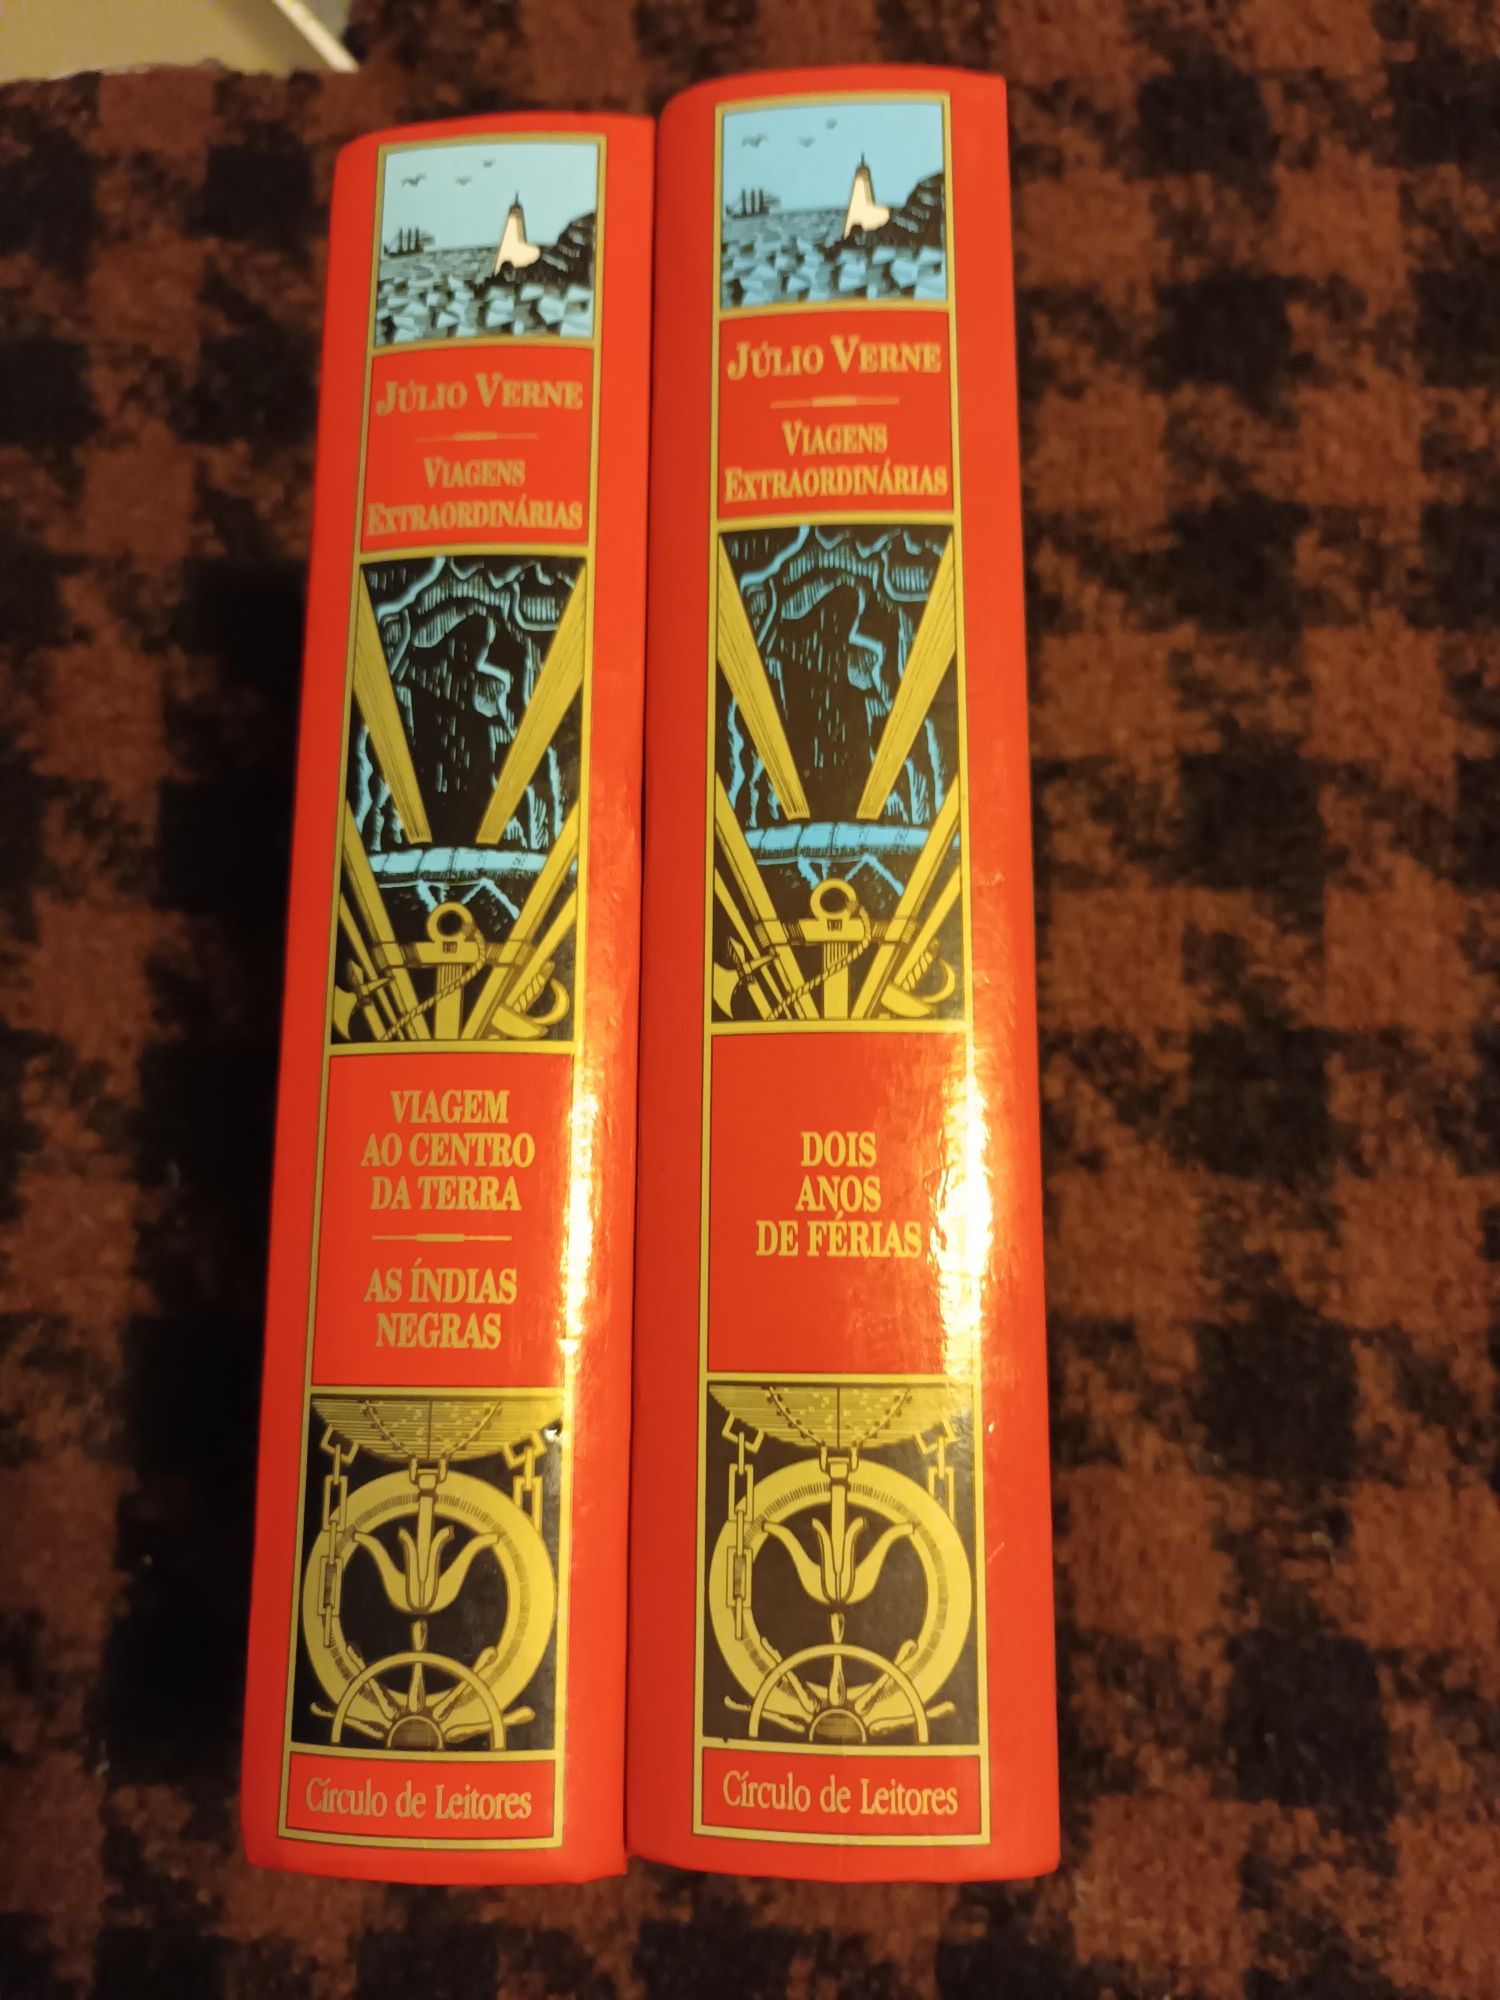 JÚLIO VERNE
VIAGENS
EXTRAORDINÁRIAS
VIAGEM
AO CENTRO
DA TERRA
AS ÍNDIAS
NEGRAS
Círculo de Leitores
JÚLIO VERNE
VIAGENS
EXTRAORDINÁRIAS
DOIS
ANOS
DE FÉRIAS
Círculo de Leitores